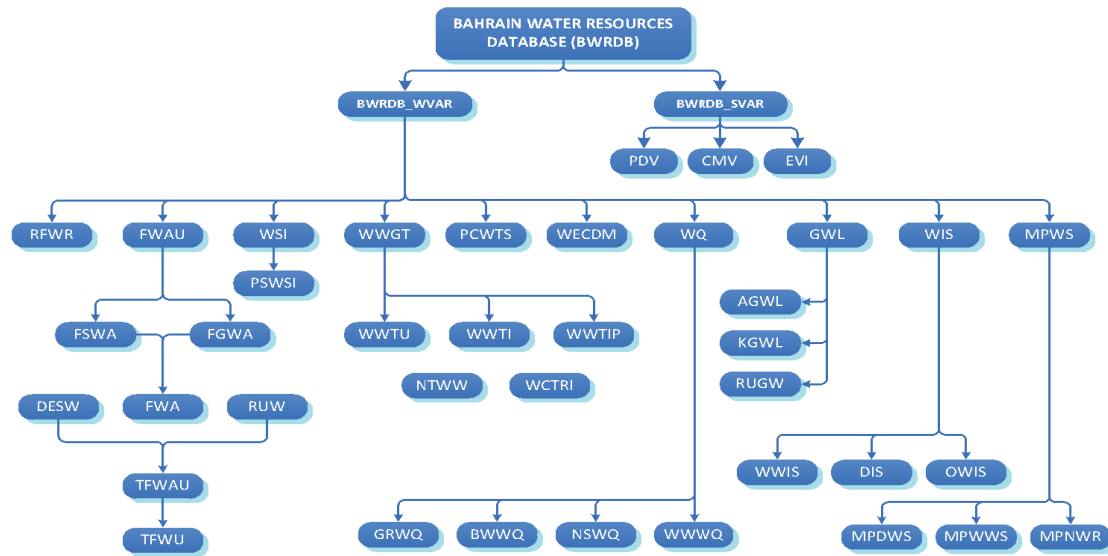 BAHRAIN WATER RESOURCES
DATABASE (BWRDB)
BWRDB_WVAR
BWRDB_SVAR
PDV
CMV
EVI
RFWR
FWAU
WSI
WWGT
PCWTS
WECDM
WQ
GWL
WIS
MPWS
PSWSI
AGWL
FSWA
FGWA
WWTU
WWTI
WWTIP
KGWL
NTWW
WCTRI
RUGW
DESW
FWA
RUW
WWIS
DIS
OWIS
TFWAU
GRWQ
BWWQ
NSWQ
WWWQ
MPDWS
MPWWS
MPNWR
TFWU